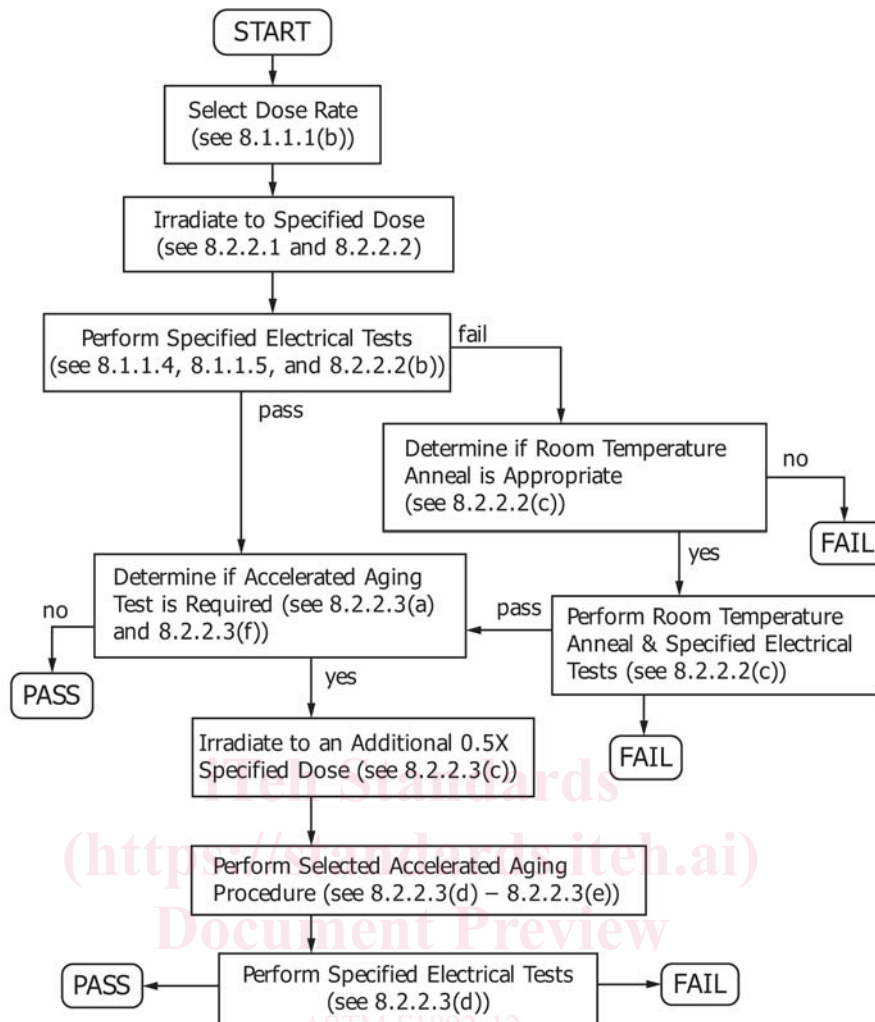 START
Select Dose Rate
(see 8.1.1.1(b))
Irradiate to Specified Dose
(see 8.2.2.1 and 8.2.2.2)
Perform Specified Electrical Tests
(see 8.1.1.4, 8.1.1.5, and 8.2.2.2(b))
fail
pass
Determine if Room Temperature
Anneal is Appropriate
(see 8.2.2.2(c))
no
FAIL
yes
Determine if Accelerated Aging
Test is Required (see 8.2.2.3(a)
and 8.2.2.3(f))
no
pass
Perform Room Temperature
Anneal & Specified Electrical
Tests (see 8.2.2.2(c))
PASS
yes
FAIL
Irradiate to an Additional 0.5X
Specified Dose (see 8.2.2.3(c))
iTeh Standards
(https://standards.iteh.ai)
Perform Selected Accelerated Aging
Procedure (see 8.2.2.3(d) – 8.2.2.3(e))
Document Preview
Perform Specified Electrical Tests
(see 8.2.2.3(d))
PASS
FAIL